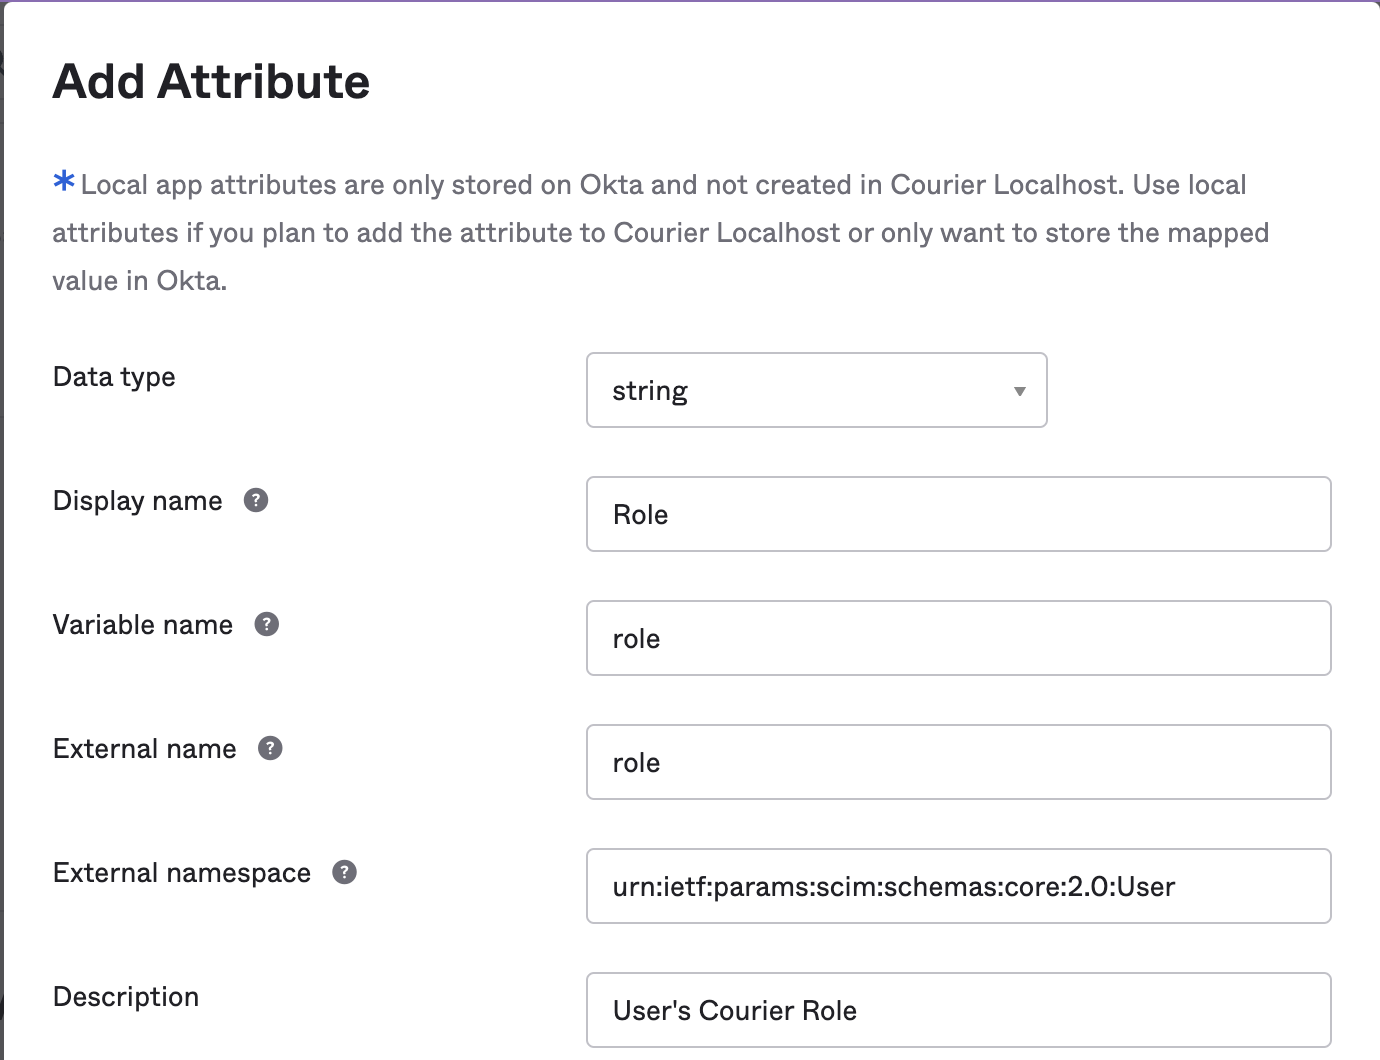 Add Attribute
* Local app attributes are only stored on Okta and not created in Courier Localhost. Use local
attributes if you plan to add the attribute to Courier Localhost or only want to store the mapped
value in Okta.
Data type
string
Display name ?
Role
Variable name ?
role
External name ?
role
External namespace ?
urn:ietf:params:scim:schemas:core:2.0:User
Description
User's Courier Role